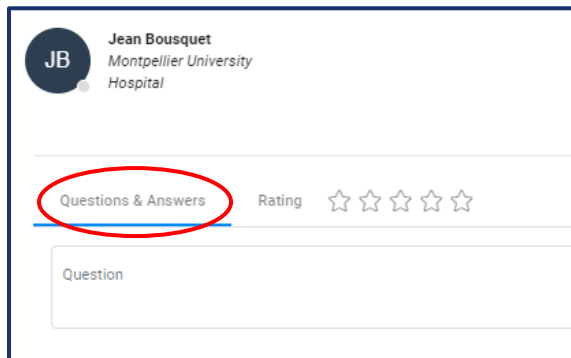 JB
Jean Bousquet
Montpellier University
Hospital
Questions & Answers
Rating
Question